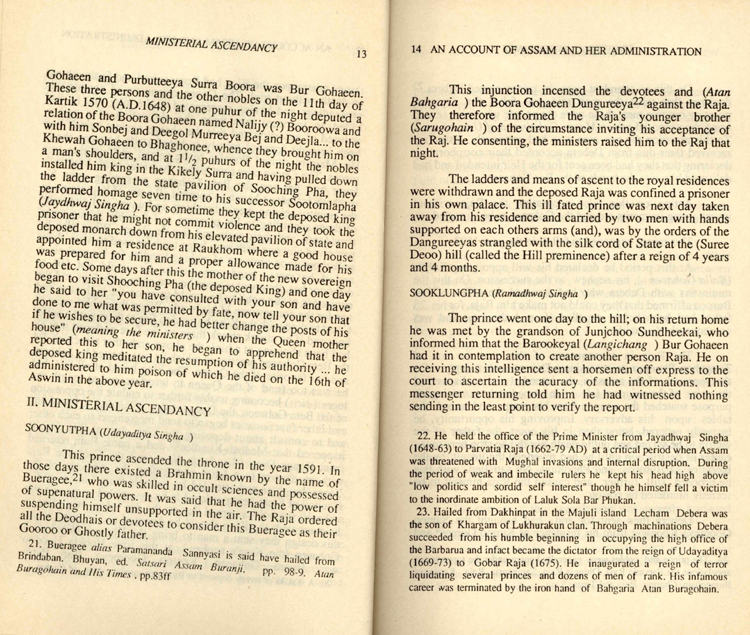 MINISTERIAL ASCENDANCY
13
Gohaeen and Purbutteeya Surra Boora was Bur Gohaeen.
These three persons and the other nobles on the 11th day of
Kartik 1570 (A.D.1648) at one puhur of the night deputed a
relation of the Boora Gohaeen named Nalijy (?) Booroowa and
with him Sonbej and Deegol Murreeya Bej and Deejla... to the
Khewah Gohaeen to Bhaghonee, whence they brought him on
a man's shoulders, and at 1 1/2 puhurs of the night the nobles
installed him king in the Kikely Surra and having pulled down
the ladder from the state pavilion of Sooching Pha, they
performed homage seven time to his successor Sootomlapha
(Jaydhwaj Singha ). For sometime they kept the deposed king
prisoner that he might not commit violence and they took the
deposed monarch down from his elevated pavilion of state and
appointed him a residence at Raukhom where a good house
was prepared for him and a proper allowance made for his
food etc. Some days after this the mother of the new sovereign
began to visit Shooching Pha (the deposed King) and one day
he said to her "you have consulted with your son and have
done to me what was permitted by fate, now tell your son that
if he wishes to be secure, he had better change the posts of his
house" (meaning the ministers ) when the Queen mother
reported this to her son, he began to apprehend that the
deposed king meditated the resumption of his authority ... he
administered to him poison of which he died on the 16th of
Aswin in the above year.
II. MINISTERIAL ASCENDANCY
SOONYUTPHA (Udayaditya Singha )
This prince ascended the throne in the year 1591. In
those days there existed a Brahmin known by the name of
Bueragee,21 who was skilled in occult sciences and possessed
of supenatural powers. It was said that he had the power of
suspending himself unsupported in the air. The Raja ordered
all the Deodhais or devotees to consider this Bueragee as their
Gooroo or Ghostly father.
21. Bueragee alias Paramananda Sannyasi is said have hailed from
Brindaban. Bhuyan, ed. Satsari Assam Buranji. pp. 98-9. Atan
Buragohain and His Times , pp.83ff
14 AN ACCOUNT OF ASSAM AND HER ADMINISTRATION
This injunction incensed the devotees and (Atan
Bahgaria ) the Boora Gohaeen Dungureeya22 against the Raja.
They therefore informed the Raja's younger brother
(Sarugohain ) of the circumstance inviting his acceptance of
the Raj. He consenting, the ministers raised him to the Raj that
night.
The ladders and means of ascent to the royal residences
were withdrawn and the deposed Raja was confined a prisoner
in his own palace. This ill fated prince was next day taken
away from his residence and carried by two men with hands
supported on each others arms (and), was by the orders of the
Dangureeyas strangled with the silk cord of State at the (Suree
Deoo) hill (called the Hill preminence) after a reign of 4 years
and 4 months.
SOOKLUNGPHA (Ramadhwaj Singha )
The prince went one day to the hill; on his return home
he was met by the grandson of Junjchoo Sundheekai, who
informed him that the Barookeyal (Langichang ) Bur Gohaeen
had it in contemplation to create another person Raja. He on
receiving this intelligence sent a horsemen off express to the
court to ascertain the acuracy of the informations. This
messenger returning told him he had witnessed nothing
sending in the least point to verify the report.
22. He held the office of the Prime Minister from Jayadhwaj Singha
(1648-63) to Parvatia Raja (1662-79 AD) at a critical period when Assam
was threatened with Mughal invasions and internal disruption. During
the period of weak and imbecile rulers he kept his head high above
"low politics and sordid self interest" though he himself fell a victim
to the inordinate ambition of Laluk Sola Bar Phukan.
23. Hailed from Dakhinpat in the Majuli island Lecham Debera was
the son of Khargam of Lukhurukun clan. Through machinations Debera
succeeded from his humble beginning in occupying the high office of
the Barbarua and infact became the dictator from the reign of Udayaditya
(1669-73) to Gobar Raja (1675). He inaugurated a reign of terror
liquidating several princes and dozens of men of rank. His infamous
career was terminated by the iron hand of Bahgaria Atan Buragohain.